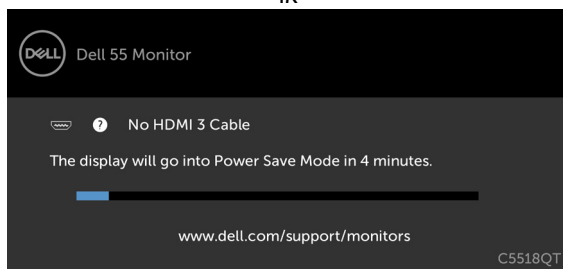 DELL
Dell 55 Monitor
? No HDMI 3 Cable
The display will go into Power Save Mode in 4 minutes.
www.dell.com/support/monitors
C5518QT